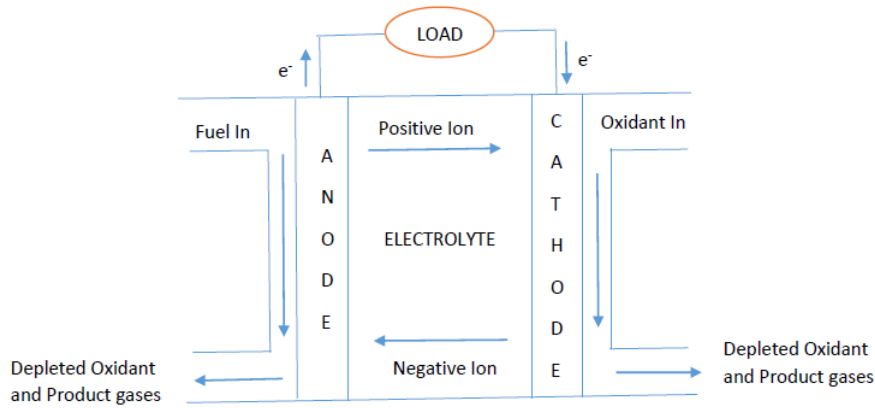 LOAD
e-
e-
Fuel In
Positive Ion
Oxidant In
A
N
O
D
E
C
A
T
H
O
D
E
ELECTROLYTE
Negative Ion
Depleted Oxidant
and Product gases
Depleted Oxidant
and Product gases